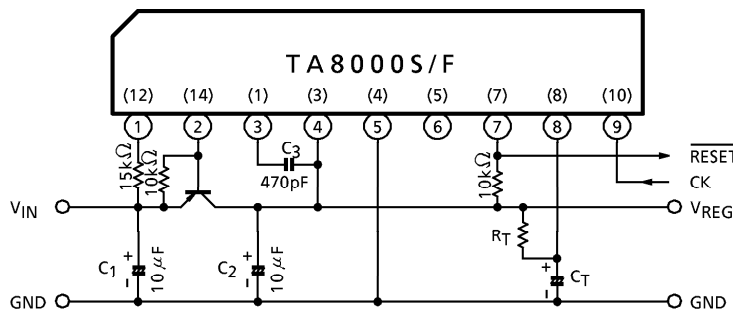 TA8000S/F
(12) (14) (1) (3) (4) (5) (7) (8) (10)
1 2 3 4 5 6 7 8 9
15kΩ
10kΩ
C3
470pF
10kΩ
RESET
CK
VIN
VREG
RT
C1
+
-
10μF
C2
+
-
10μF
+
-
CT
GND
GND